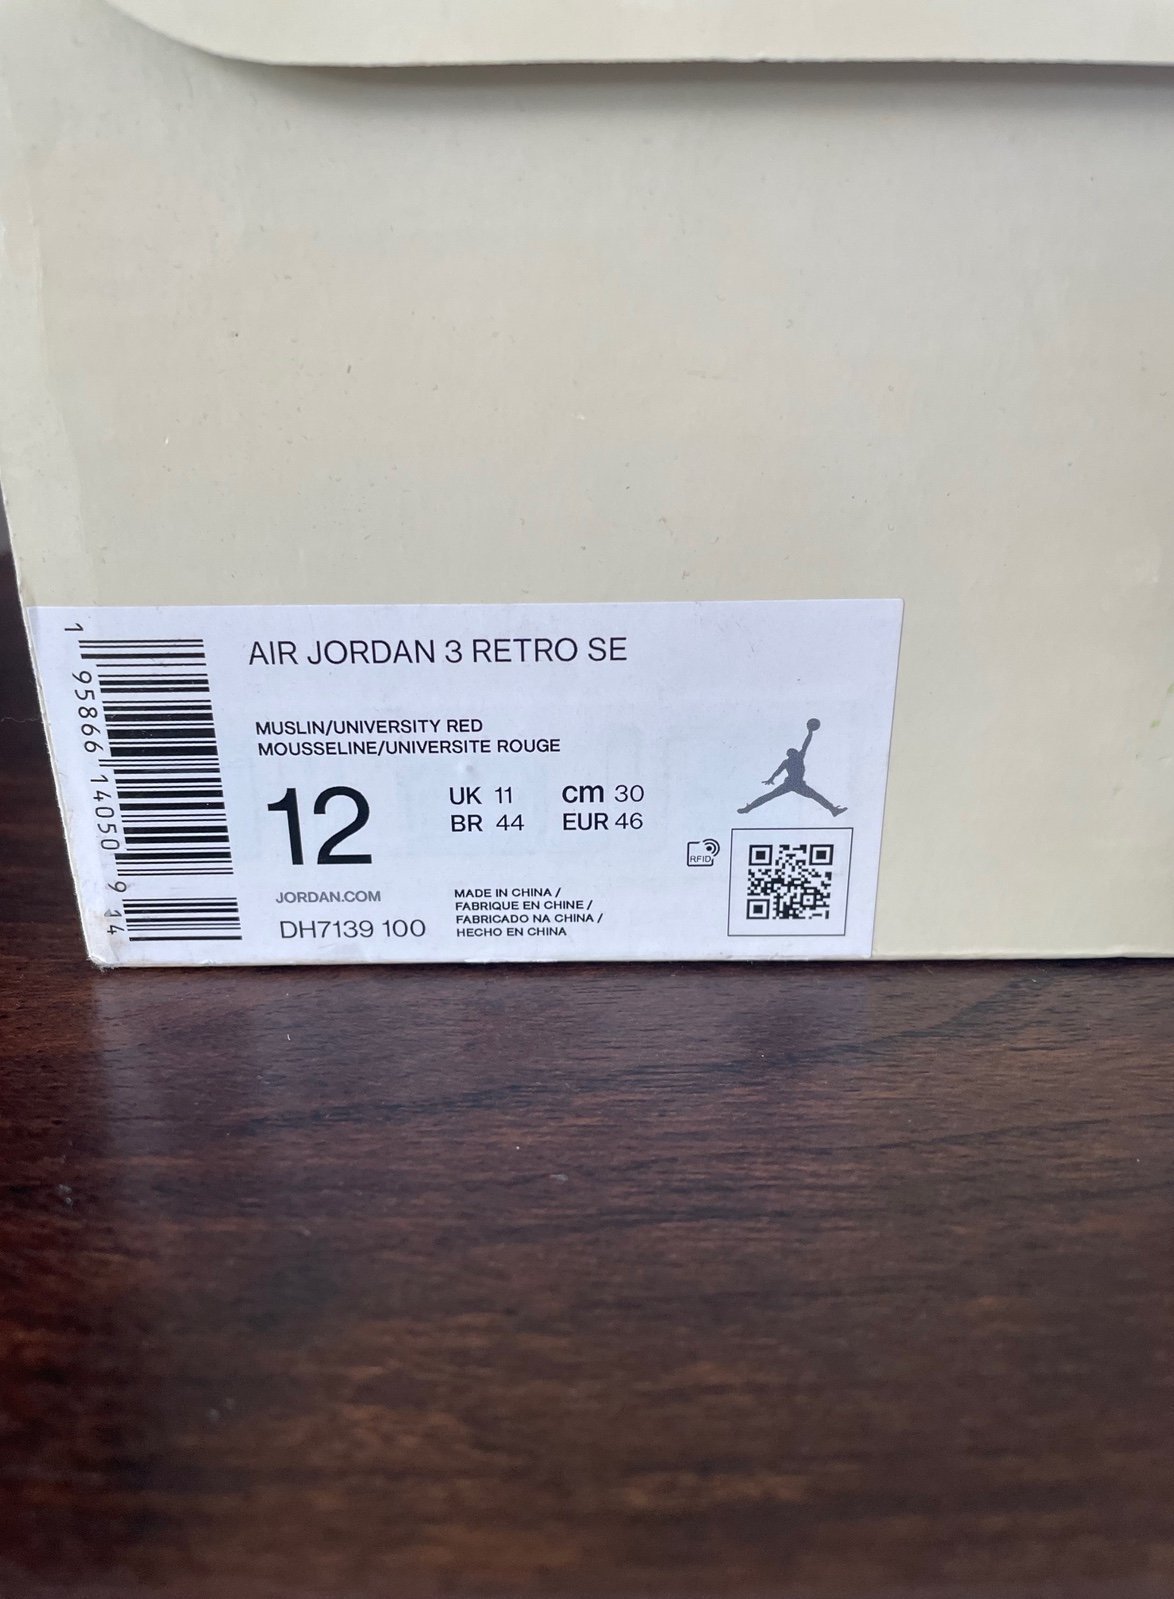 AIR JORDAN 3 RETRO SE
MUSLIN/UNIVERSITY RED
MOUSSELINE/UNIVERSITE ROUGE
12
UK 11 cm 30
BR 44 EUR 46
RFID
JORDAN.COM
DH7139 100
MADE IN CHINA /
FABRIQUE EN CHINE /
FABRICADO NA CHINA /
HECHO EN CHINA
1 95866 14050 9 14